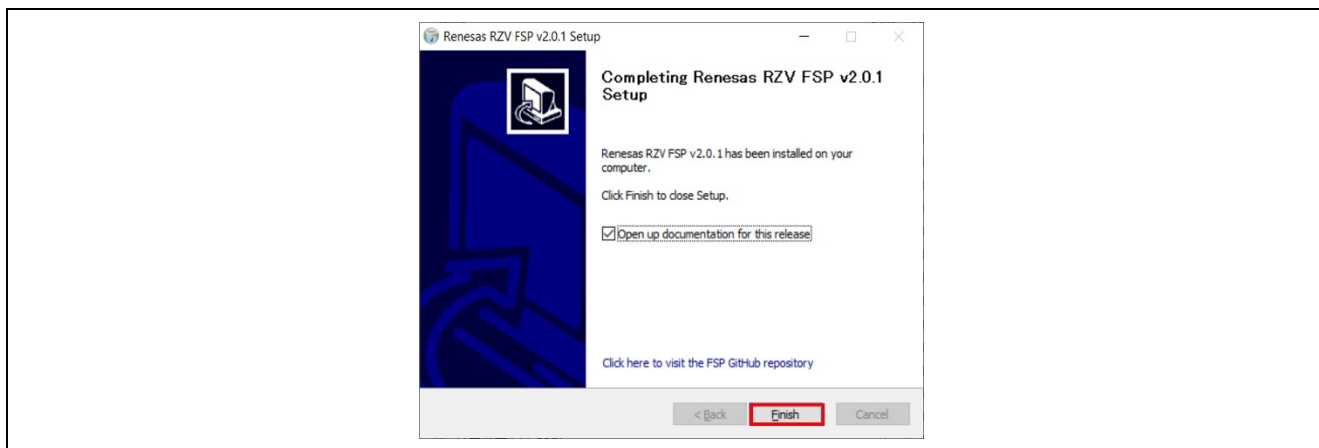 Renesas RZV FSP v2.0.1 Setup
Completing Renesas RZV FSP v2.0.1
Setup
Renesas RZV FSP v2.0.1 has been installed on your
computer.
Click Finish to close Setup.
Open up documentation for this release
Click here to visit the FSP GitHub repository
< Back Finish Cancel